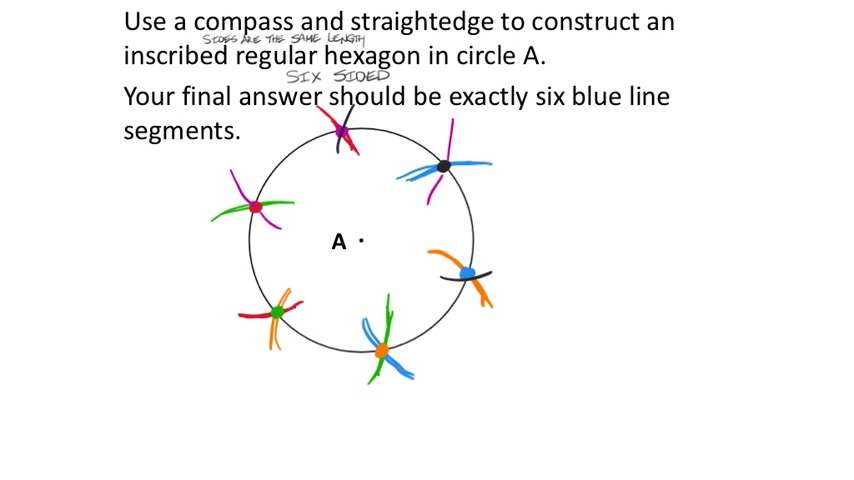 Use a compass and straightedge to construct an
SIDES ARE THE SAME LENGTH
inscribed regular hexagon in circle A.
SIX SIDED
Your final answer should be exactly six blue line
segments.
A